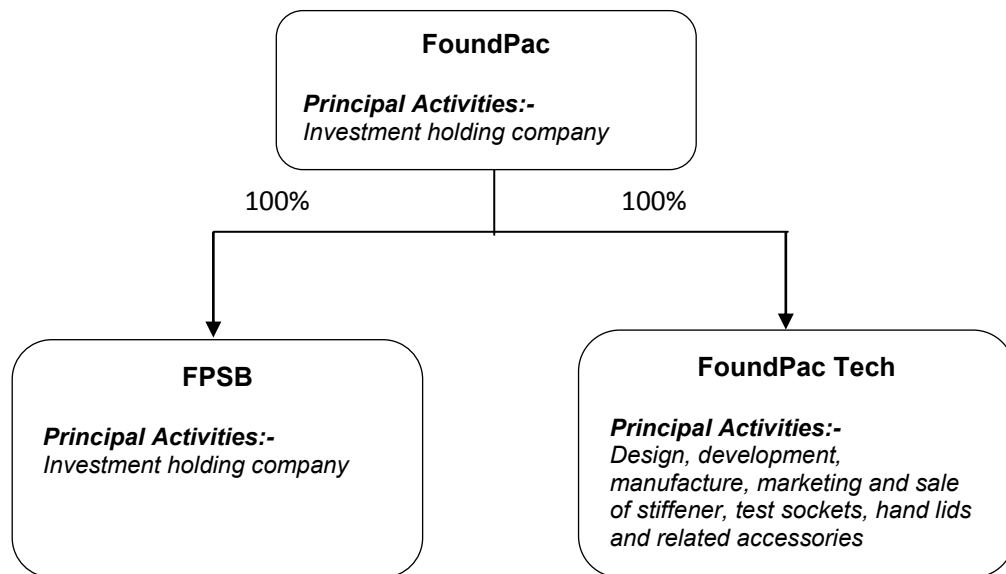 FoundPac
Principal Activities:-
Investment holding company
100%
100%
FPSB
Principal Activities:-
Investment holding company
FoundPac Tech
Principal Activities:-
Design, development,
manufacture, marketing and sale
of stiffener, test sockets, hand lids
and related accessories